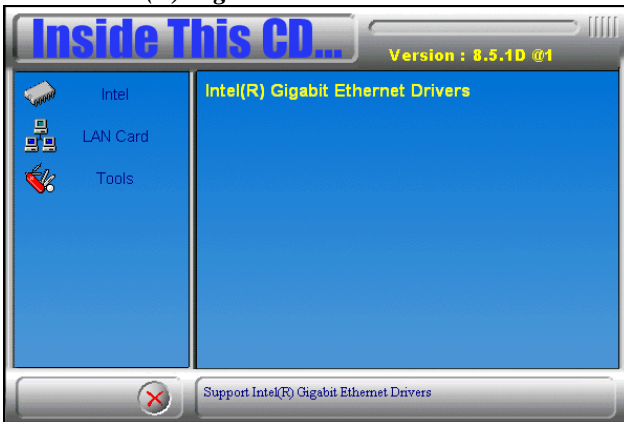 Inside This CD...
Version : 8.5.1D @1
Intel
LAN Card
Tools
Intel(R) Gigabit Ethernet Drivers
Support Intel(R) Gigabit Ethernet Drivers